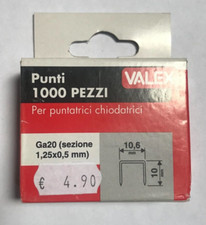 Punti
1000 PEZZI
VALEX
Per puntatrici chiodatrici
Ga20 (sezione
1,25x0,5 mm)
10,6
mm
10
mm
€ 4.90